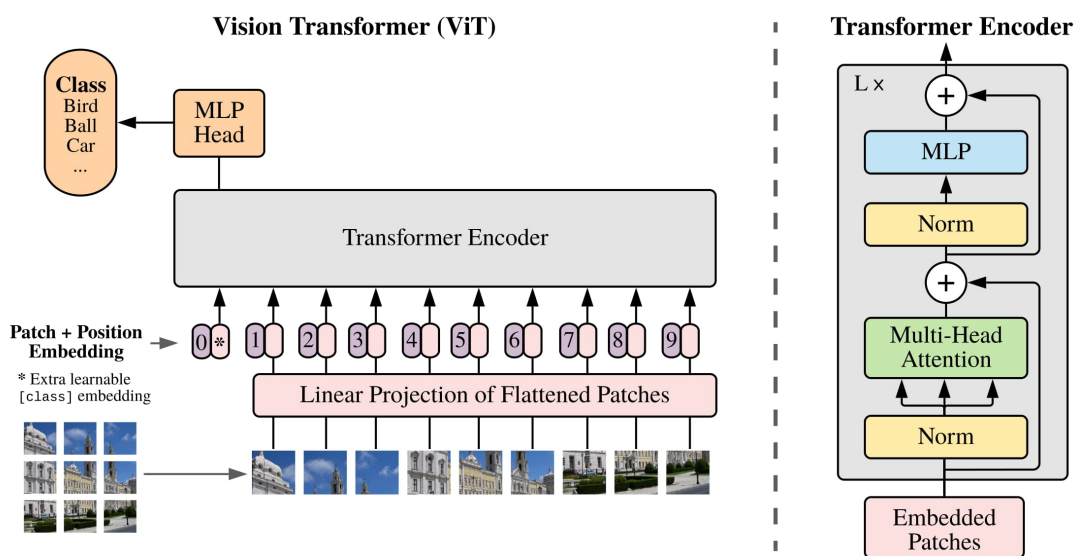 Vision Transformer (ViT)
Class
Bird
Ball
Car
...
MLP
Head
Transformer Encoder
Patch + Position
Embedding
0 * 1 2 3 4 5 6 7 8 9
* Extra learnable
[class] embedding
Linear Projection of Flattened Patches
Transformer Encoder
L ×
+
MLP
Norm
+
Multi-Head
Attention
Norm
Embedded
Patches